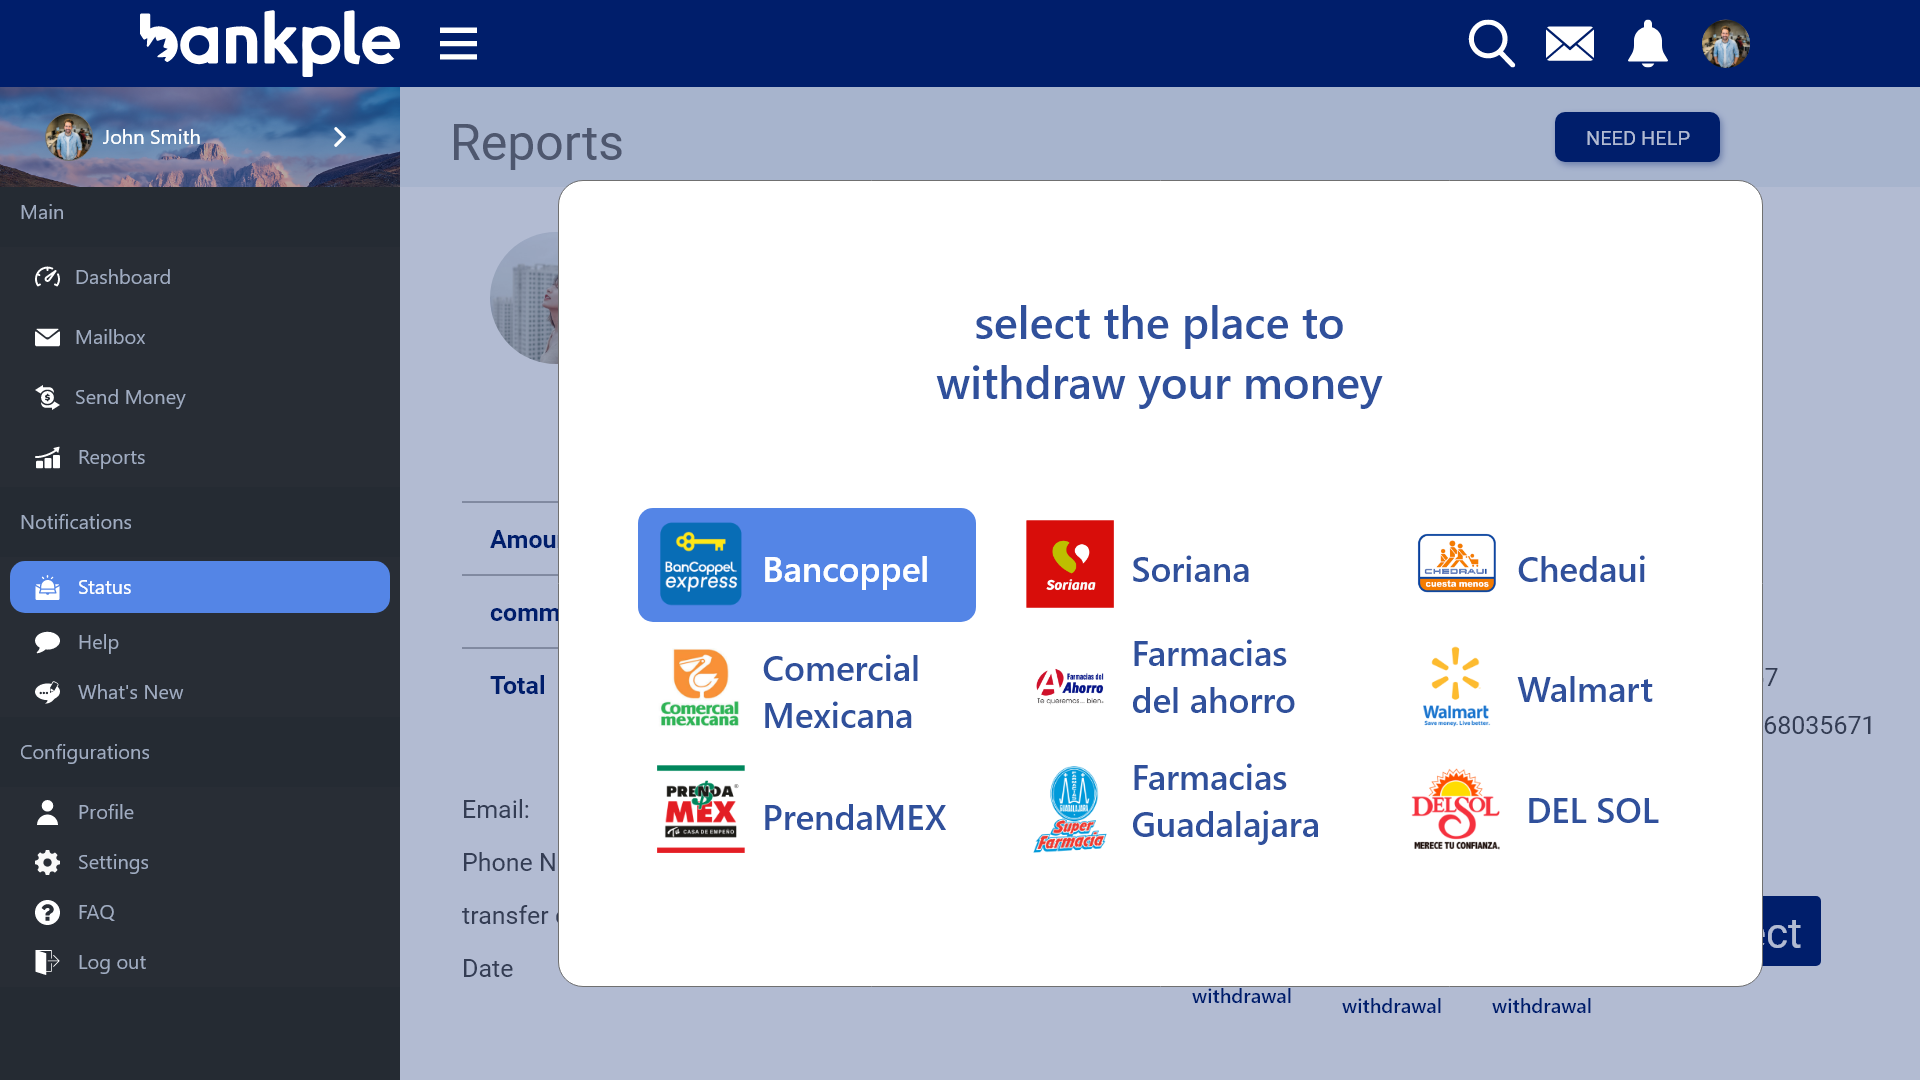 bankple
John Smith
Main
Dashboard
Mailbox
Send Money
Reports
Notifications
Status
Help
What's New
Configurations
Profile
Settings
FAQ
Log out
Reports
NEED HELP
select the place to
withdraw your money
BanCoppel
express
Bancoppel
Soriana
Soriana
CHEDRAUI
cuesta menos
Chedaui
Comercial
mexicana
Comercial
Mexicana
Farmacias del
Ahorro
Te queremos... bien.
Farmacias
del ahorro
Walmart
Save money. Live better.
Walmart
PRENDA
MEX
Tu CASA DE EMPEÑO
PrendaMEX
GUADALAJARA
Super
Farmacia
Farmacias
Guadalajara
DELSOL
MERECE TU CONFIANZA.
DEL SOL
Amou
comm
Total
7
68035671
Email:
Phone N
transfer
Date
ect
withdrawal
withdrawal
withdrawal